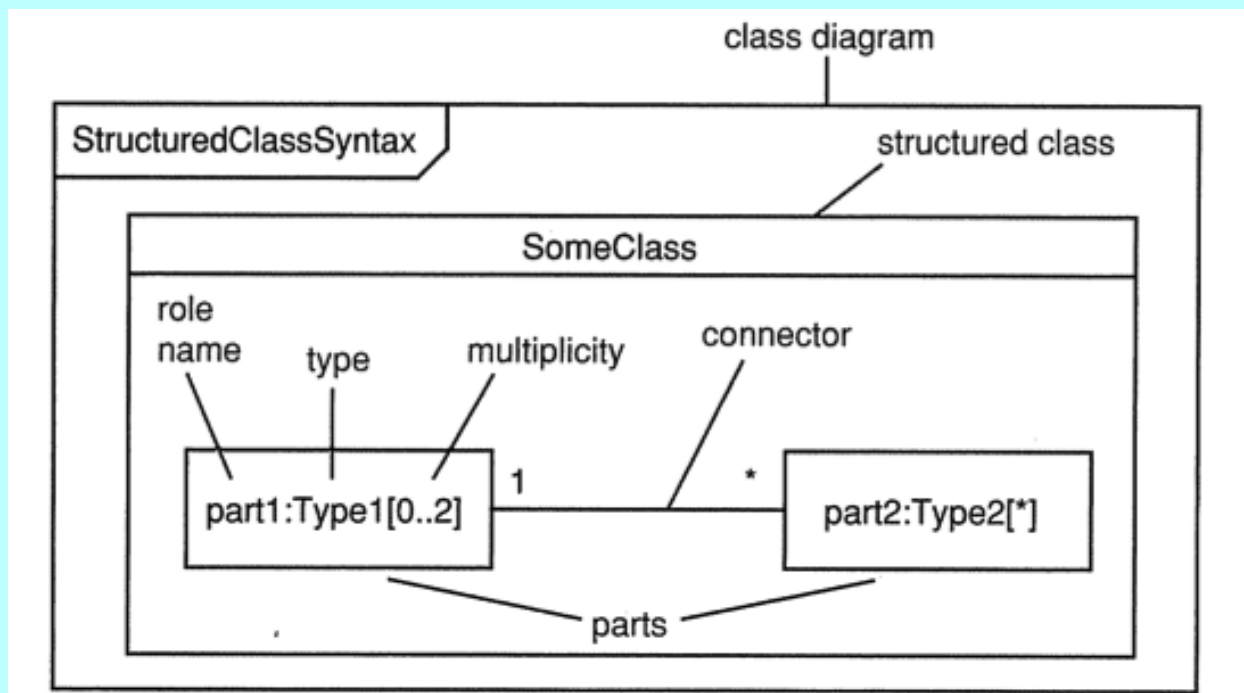 class diagram
StructuredClassSyntax
structured class
SomeClass
role
name
type
multiplicity
connector
part1:Type1[0..2]
1
*
part2:Type2[*]
parts